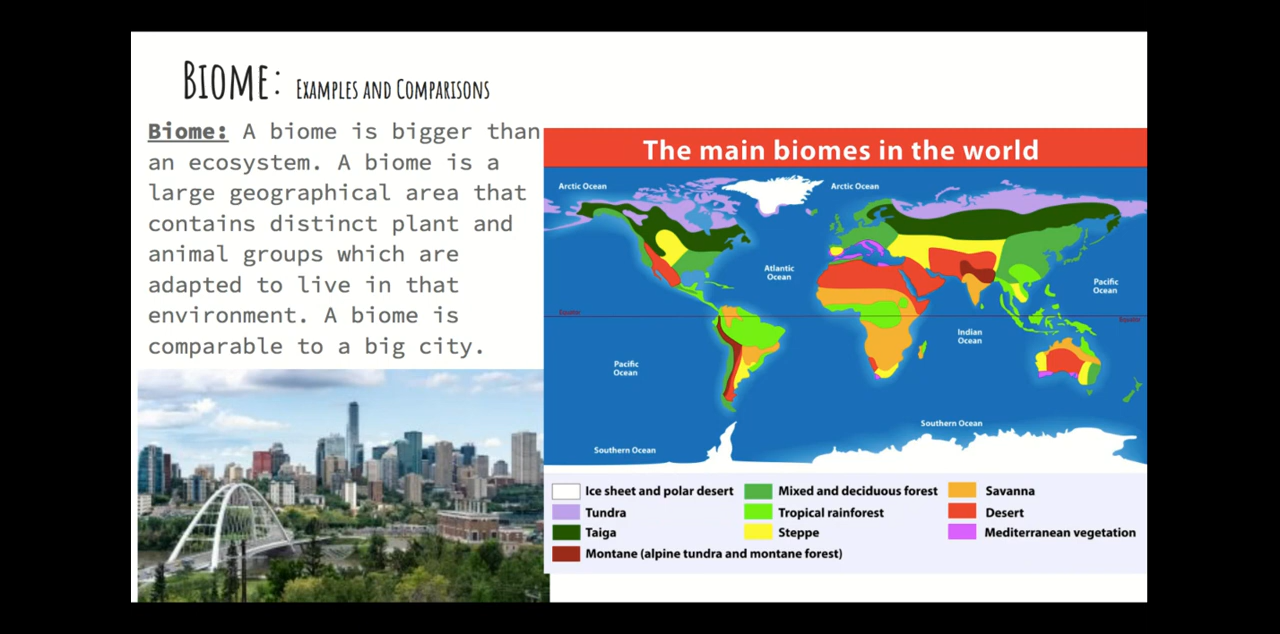 BIOME: EXAMPLES AND COMPARISONS
Biome: A biome is bigger than
an ecosystem. A biome is a
large geographical area that
contains distinct plant and
animal groups which are
adapted to live in that
environment. A biome is
comparable to a big city.
The main biomes in the world
Arctic Ocean
Arctic Ocean
Atlantic
Ocean
Pacific
Ocean
Equator
Equator
Indian
Ocean
Pacific
Ocean
Southern Ocean
Southern Ocean
Ice sheet and polar desert
Tundra
Taiga
Montane (alpine tundra and montane forest)
Mixed and deciduous forest
Tropical rainforest
Steppe
Savanna
Desert
Mediterranean vegetation